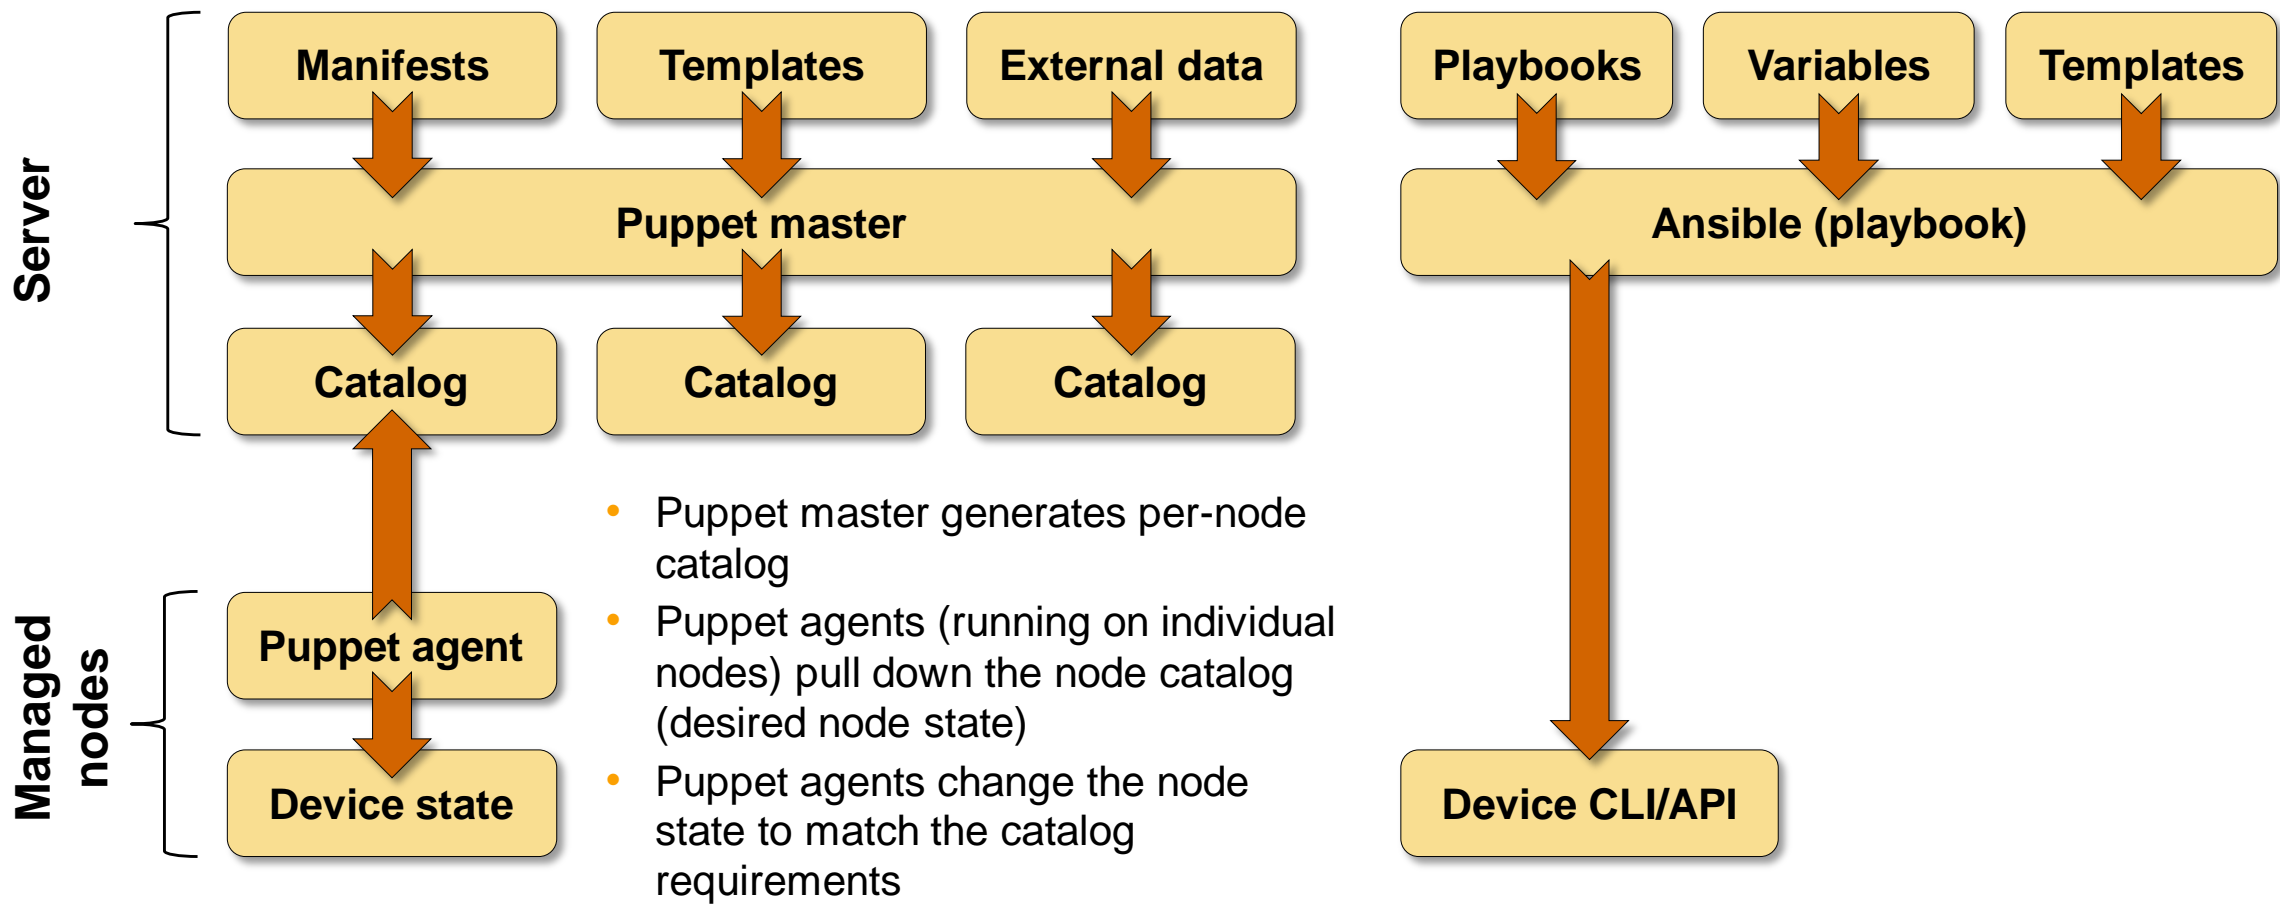 Server
Manifests
Templates
External data
Puppet master
Catalog
Catalog
Catalog
Managed
nodes
Puppet agent
Device state
• Puppet master generates per-node
catalog
• Puppet agents (running on individual
nodes) pull down the node catalog
(desired node state)
• Puppet agents change the node
state to match the catalog
requirements
Playbooks
Variables
Templates
Ansible (playbook)
Device CLI/API